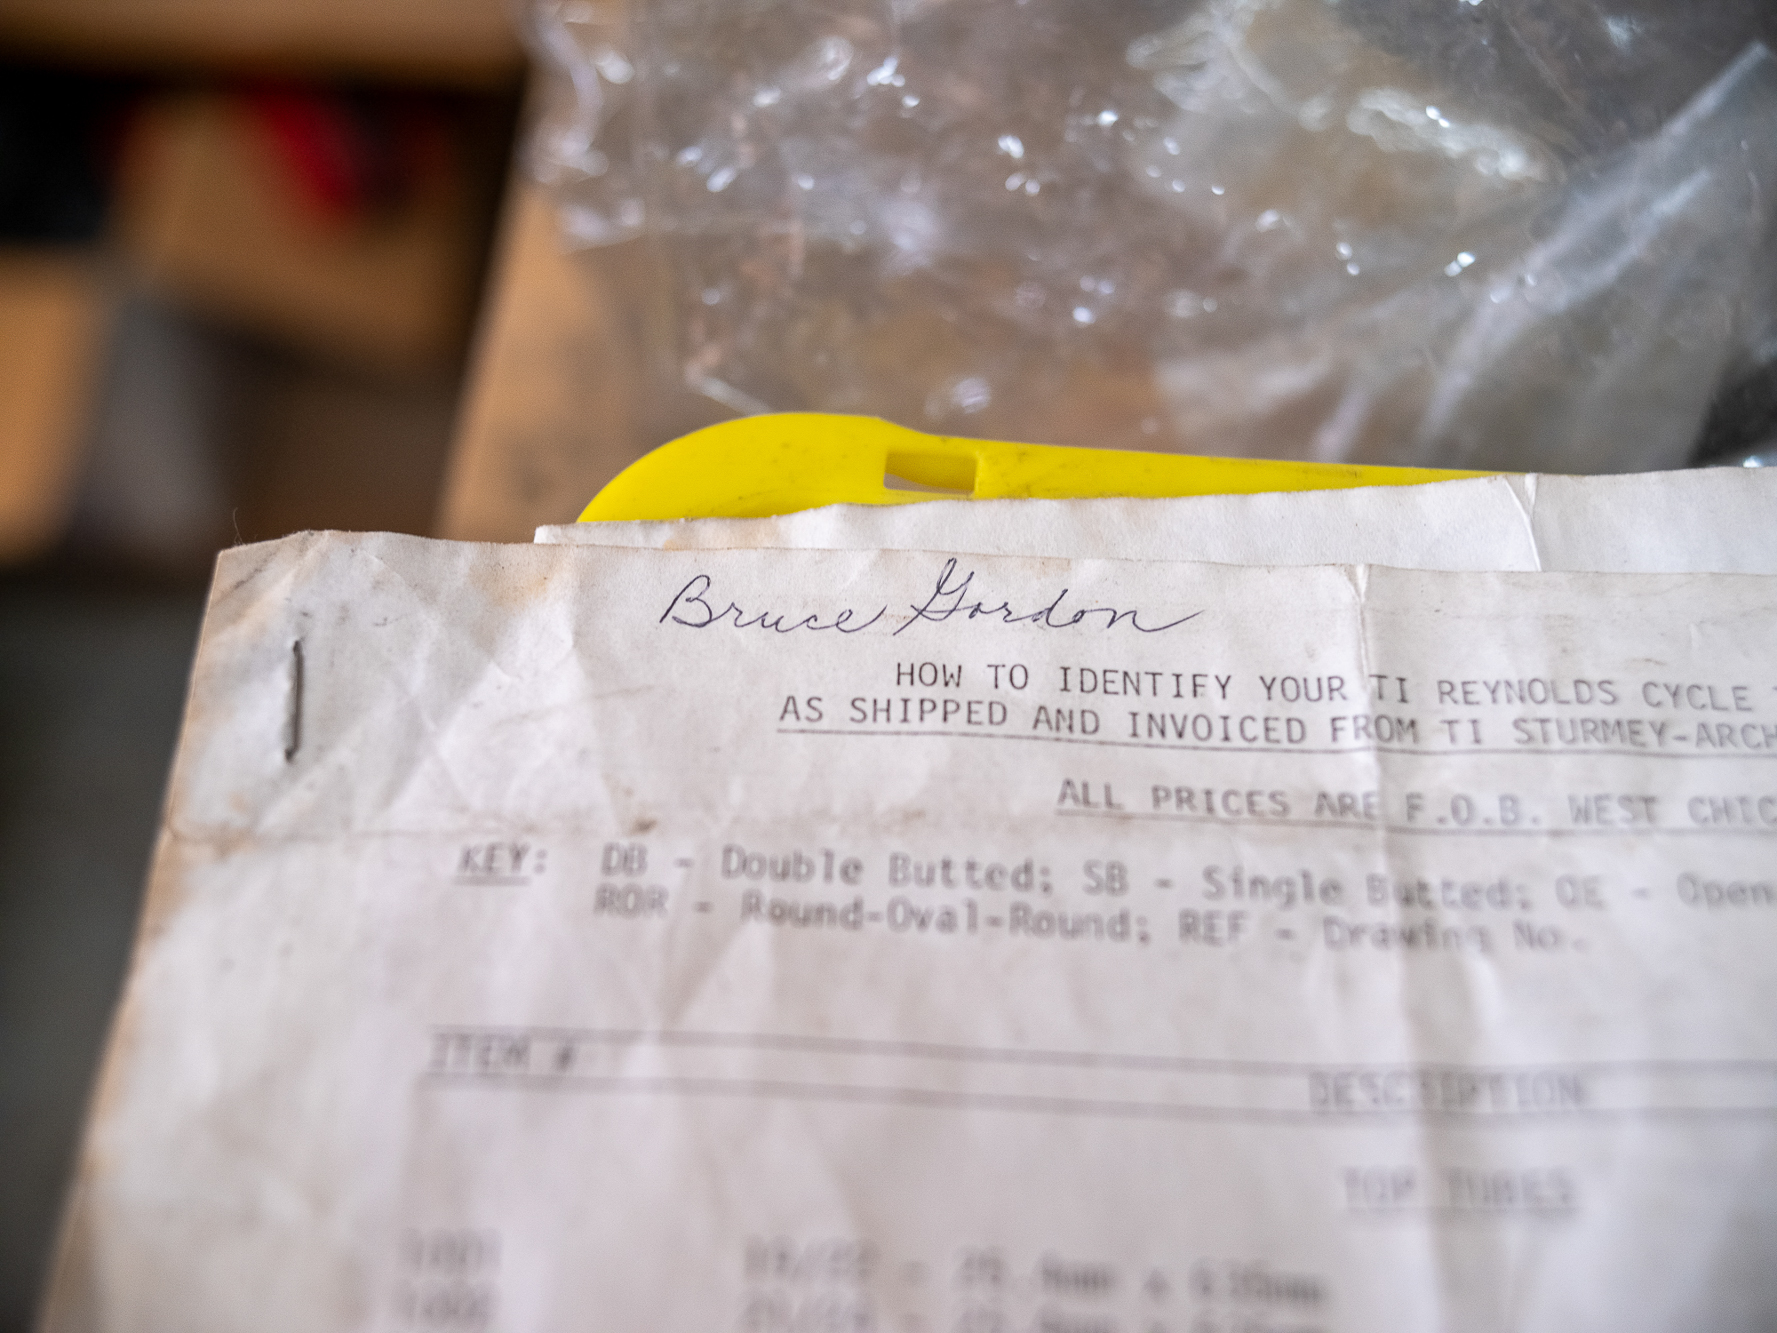 Bruce Gordon
HOW TO IDENTIFY YOUR TI REYNOLDS CYCLE
AS SHIPPED AND INVOICED FROM TI STURMEY-ARCH
ALL PRICES ARE F.O.B. WEST CHIC
KEY: DB - Double Butted; SB - Single Butted; OE - Open
ROR - Round-Oval-Round; REF - Drawing No.
ITEM #
DESCRIPTION
TOP TUBES